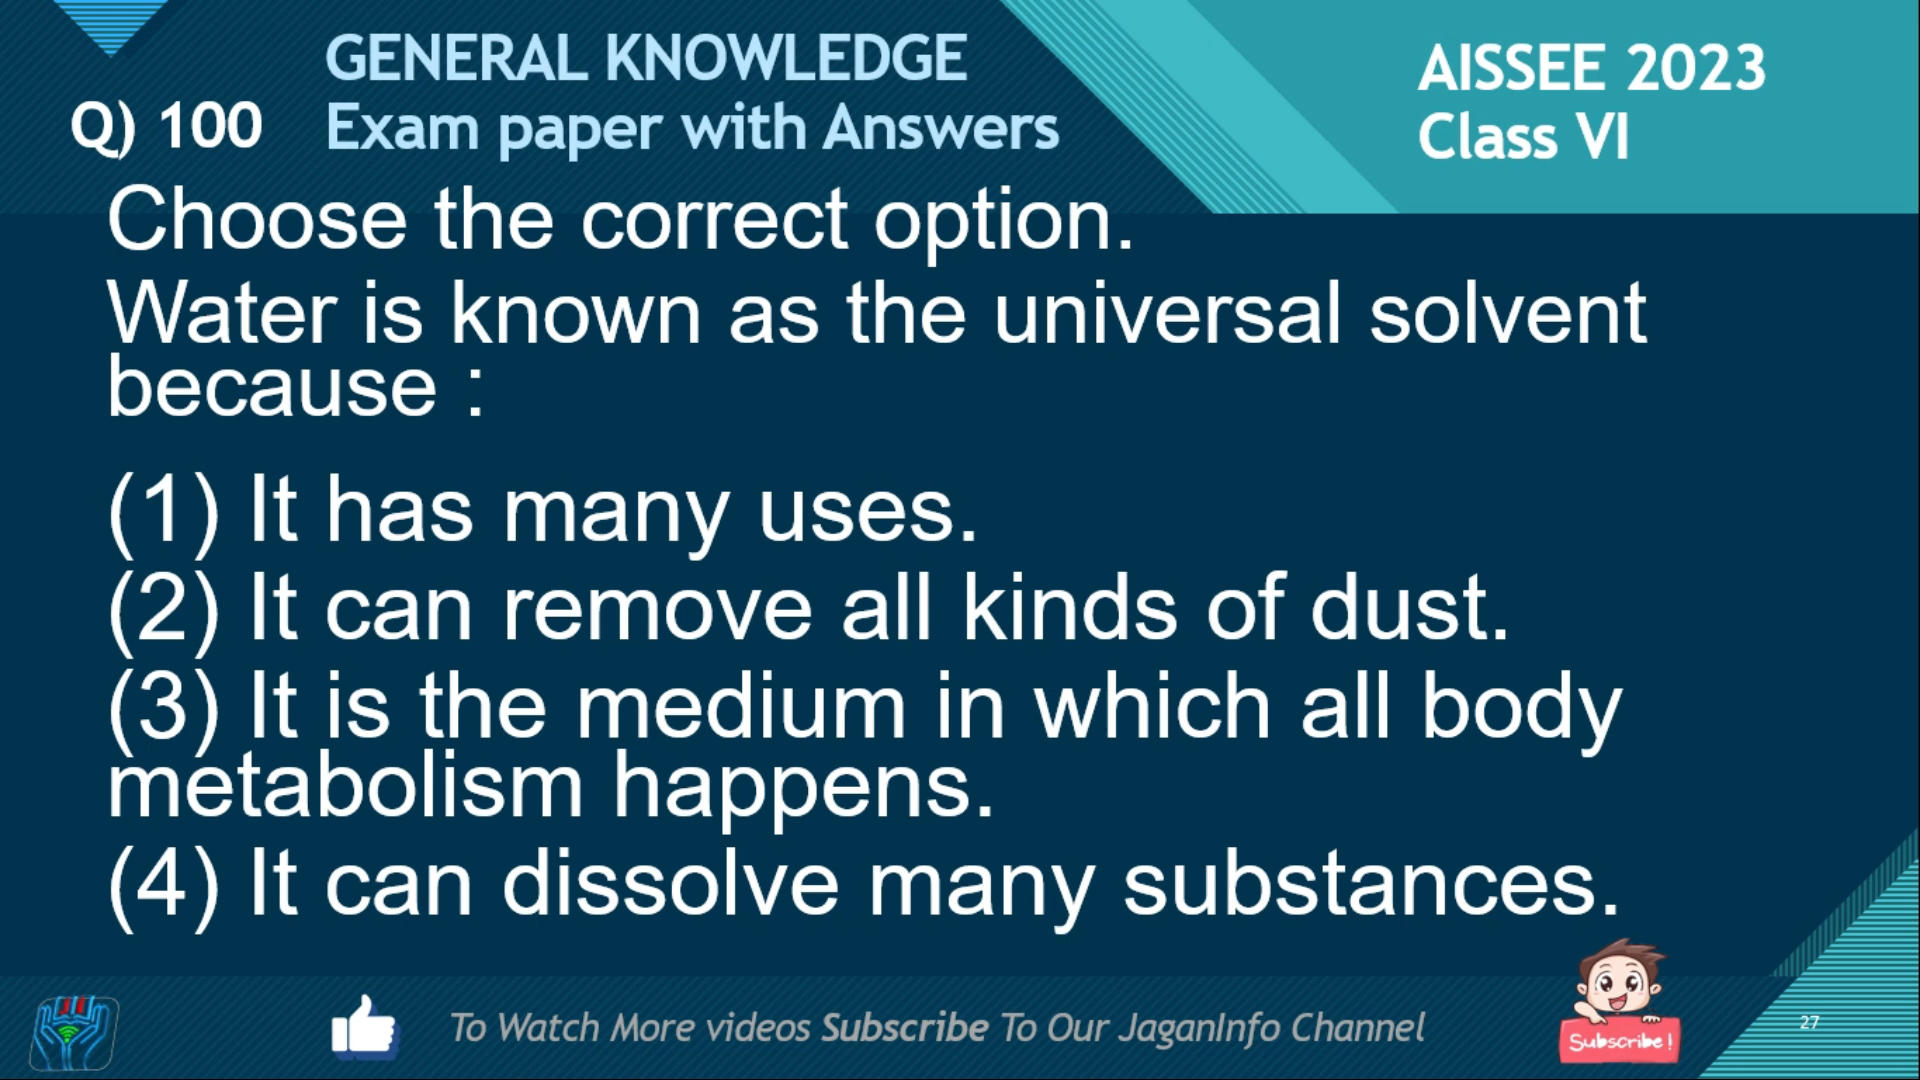 GENERAL KNOWLEDGE
Q) 100 Exam paper with Answers
AISSEE 2023
Class VI
Choose the correct option.
Water is known as the universal solvent
because :
(1) It has many uses.
(2) It can remove all kinds of dust.
(3) It is the medium in which all body
metabolism happens.
(4) It can dissolve many substances.
To Watch More videos Subscribe To Our JaganInfo Channel
Subscribe!
27